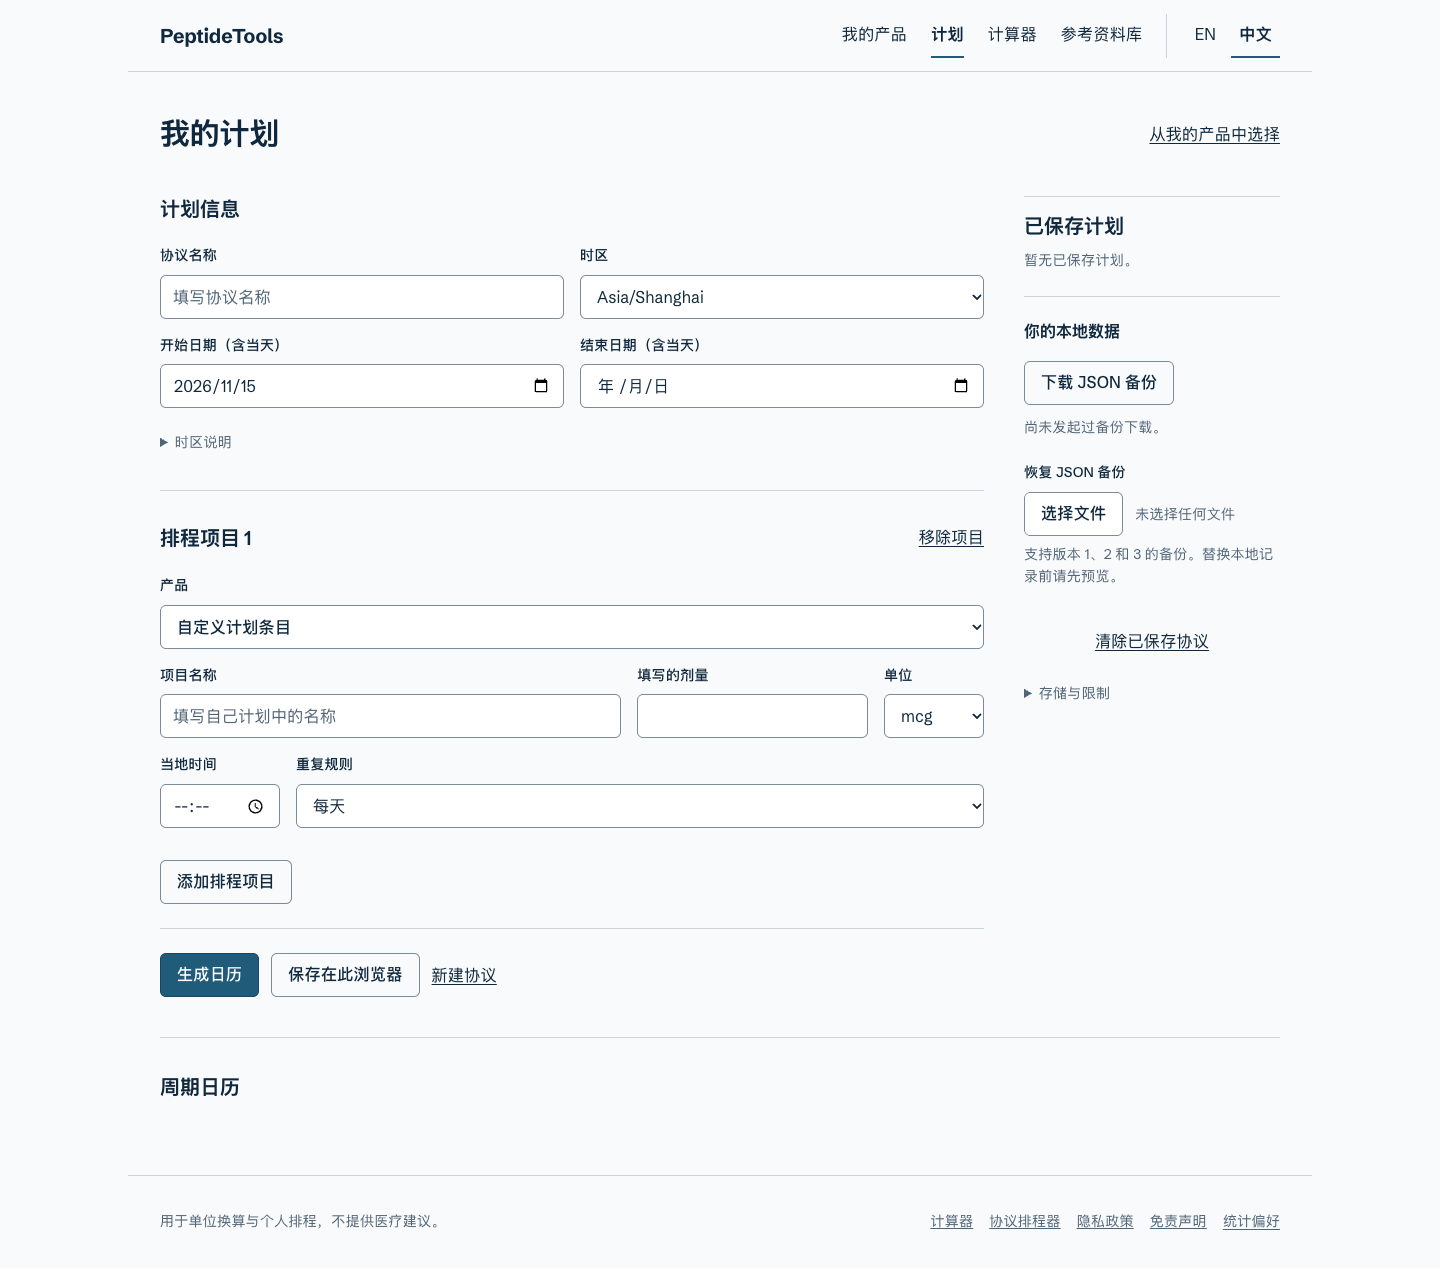 PeptideTools
我的产品
计划
计算器
参考资料库
EN
中文
我的计划
从我的产品中选择
计划信息
协议名称
时区
填写协议名称
Asia/Shanghai
开始日期（含当天）
结束日期（含当天）
2026/11/15
年 /月/日
时区说明
排程项目 1
移除项目
产品
自定义计划条目
项目名称
填写的剂量
单位
填写自己计划中的名称
mcg
当地时间
重复规则
--:--
每天
添加排程项目
生成日历
保存在此浏览器
新建协议
已保存计划
暂无已保存计划。
你的本地数据
下载 JSON 备份
尚未发起过备份下载。
恢复 JSON 备份
选择文件
未选择任何文件
支持版本 1、2 和 3 的备份。替换本地记
录前请先预览。
清除已保存协议
存储与限制
周期日历
用于单位换算与个人排程，不提供医疗建议。
计算器
协议排程器
隐私政策
免责声明
统计偏好